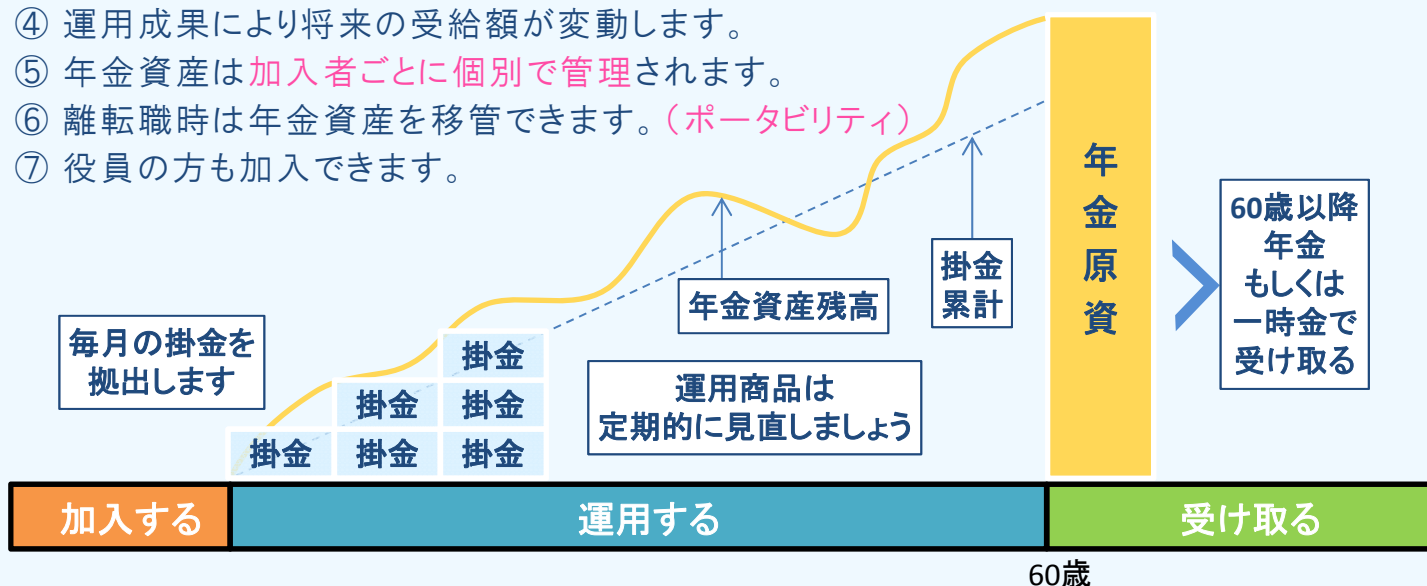 ④ 運用成果により将来の受給額が変動します。
⑤ 年金資産は加入者ごとに個別で管理されます。
⑥ 離転職時は年金資産を移管できます。（ポータビリティ）
⑦ 役員の方も加入できます。
年
金
原
資
60歳以降
年金
もしくは
一時金で
受け取る
掛金
累計
年金資産残高
毎月の掛金を
拠出します
掛金
掛金 掛金
掛金 掛金 掛金
運用商品は
定期的に見直しましょう
加入する 運用する 受け取る
60歳